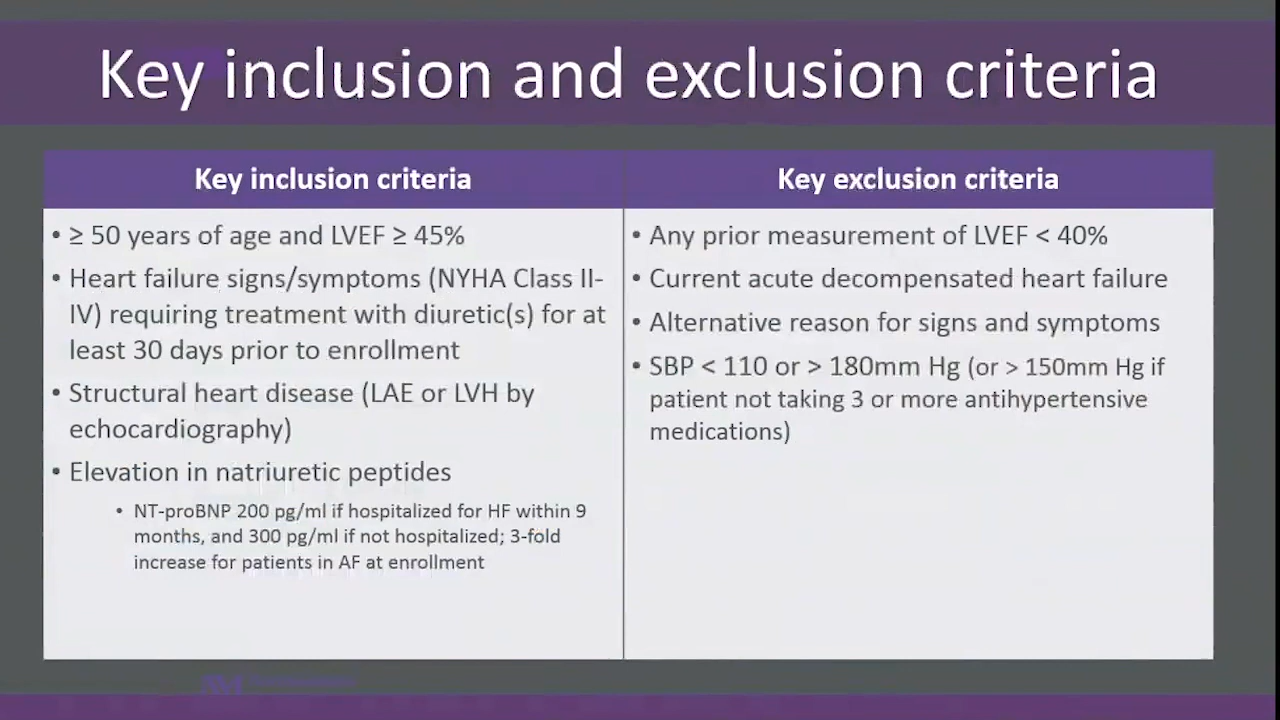 Key inclusion and exclusion criteria
Key inclusion criteria
• ≥ 50 years of age and LVEF ≥ 45%
• Heart failure signs/symptoms (NYHA Class II-
IV) requiring treatment with diuretic(s) for at
least 30 days prior to enrollment
• Structural heart disease (LAE or LVH by
echocardiography)
• Elevation in natriuretic peptides
• NT-proBNP 200 pg/ml if hospitalized for HF within 9
months, and 300 pg/ml if not hospitalized; 3-fold
increase for patients in AF at enrollment
Key exclusion criteria
• Any prior measurement of LVEF < 40%
• Current acute decompensated heart failure
• Alternative reason for signs and symptoms
• SBP < 110 or > 180mm Hg (or > 150mm Hg if
patient not taking 3 or more antihypertensive
medications)